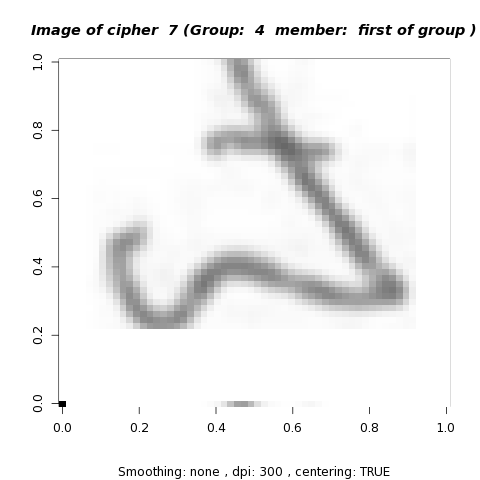 Image of cipher 7 (Group: 4 member: first of group )
1.0
0.8
0.6
0.4
0.2
0.0
0.0 0.2 0.4 0.6 0.8 1.0
Smoothing: none , dpi: 300 , centering: TRUE